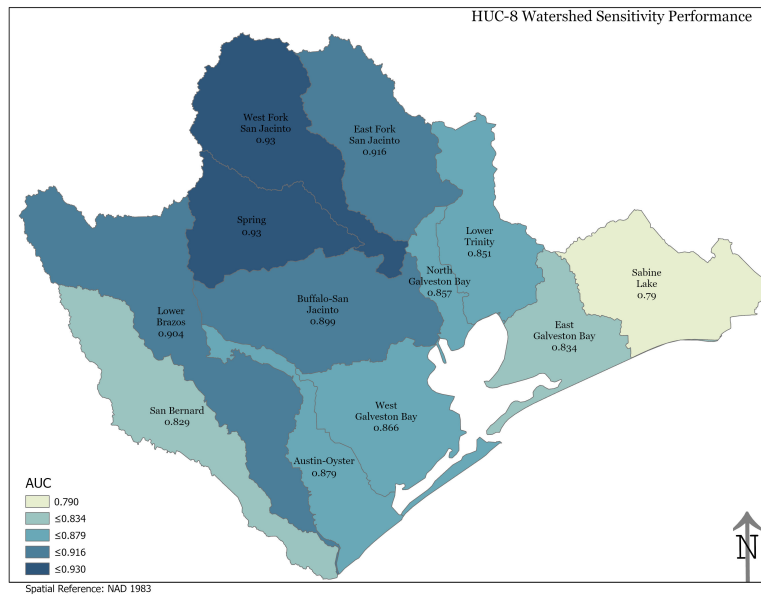 HUC-8 Watershed Sensitivity Performance
West Fork
San Jacinto
0.93
East Fork
San Jacinto
0.916
Spring
0.93
Lower
Trinity
0.851
North
Galveston Bay
0.857
Sabine
Lake
0.79
Buffalo-San
Jacinto
0.899
Lower
Brazos
0.904
East
Galveston Bay
0.834
San Bernard
0.829
West
Galveston Bay
0.866
Austin-Oyster
0.879
AUC
0.790
≤0.834
≤0.879
≤0.916
≤0.930
N
Spatial Reference: NAD 1983